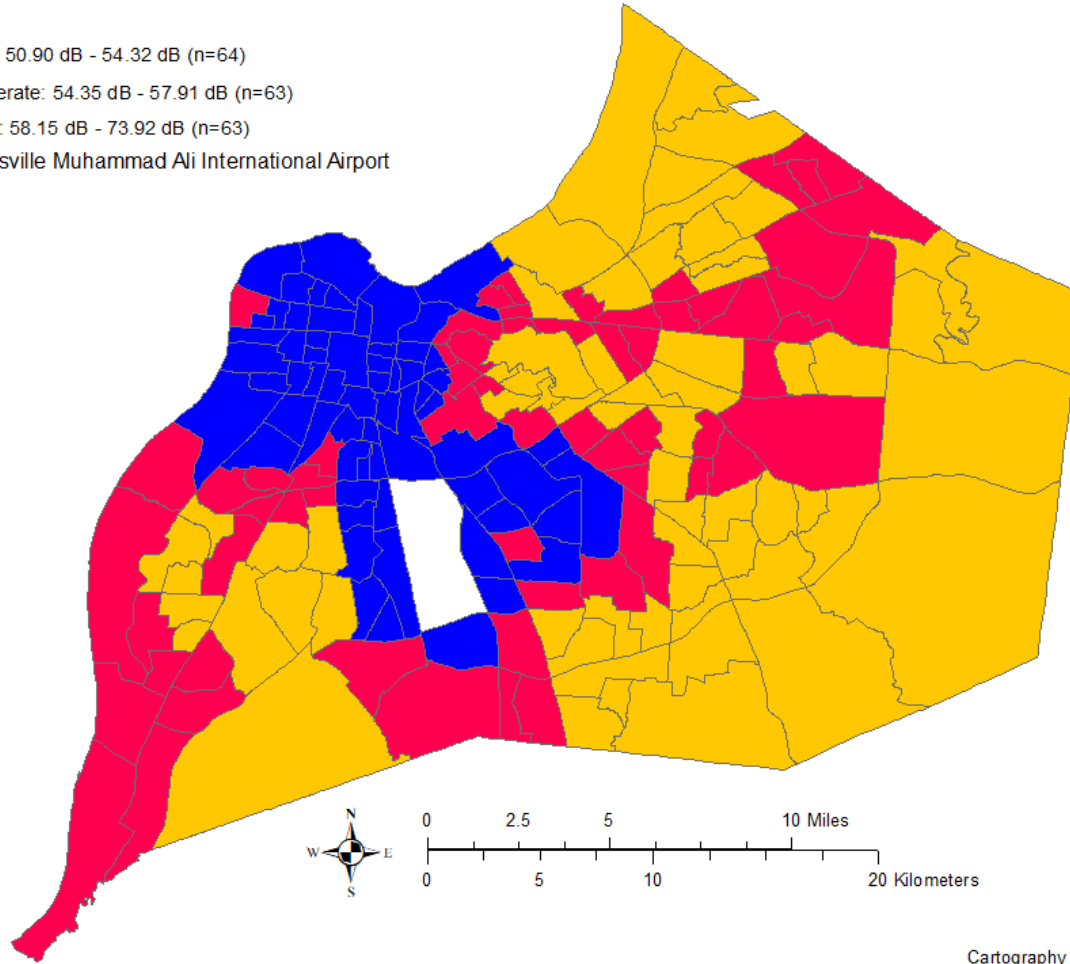 50.90 dB - 54.32 dB (n=64)
erate: 54.35 dB - 57.91 dB (n=63)
: 58.15 dB - 73.92 dB (n=63)
sville Muhammad Ali International Airport
N
W E
S
0 2.5 5 10 Miles
0 5 10 20 Kilometers
Cartography